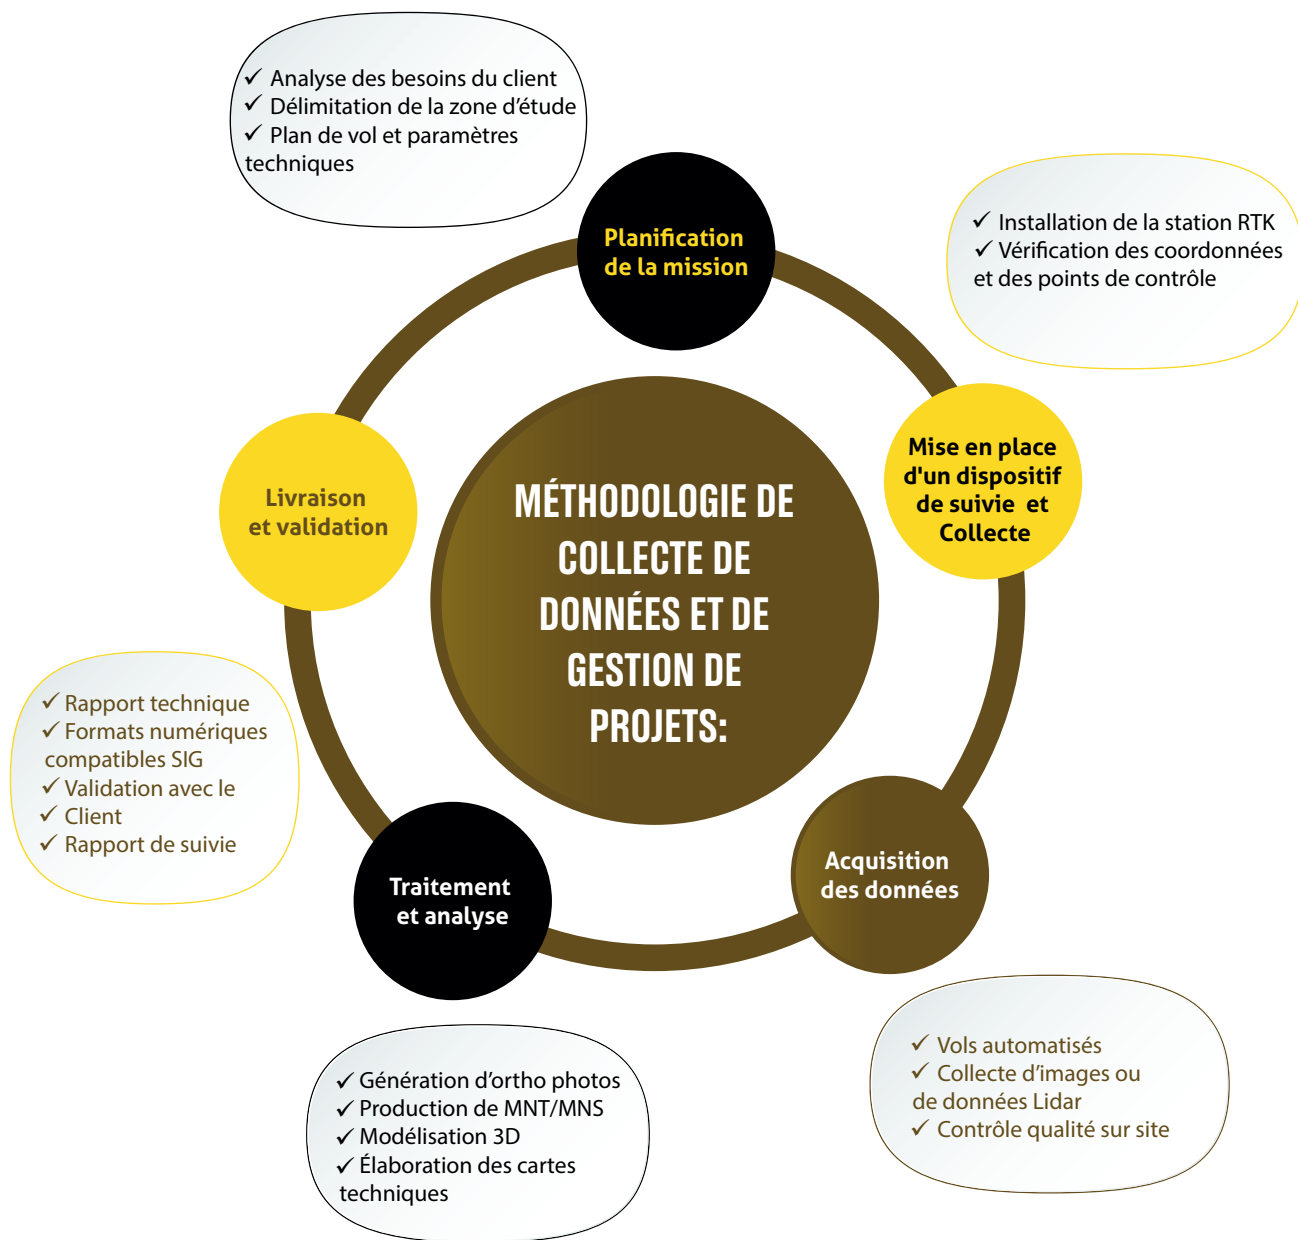 ✓ Analyse des besoins du client
✓ Délimitation de la zone d’étude
✓ Plan de vol et paramètres
techniques
Planification
de la mission
✓ Installation de la station RTK
✓ Vérification des coordonnées
et des points de contrôle
Mise en place
d'un dispositif
de suivie et
Collecte
MÉTHODOLOGIE DE
COLLECTE DE
DONNÉES ET DE
GESTION DE
PROJETS:
Livraison
et validation
✓ Rapport technique
✓ Formats numériques
compatibles SIG
✓ Validation avec le
✓ Client
✓ Rapport de suivie
Acquisition
des données
✓ Vols automatisés
✓ Collecte d’images ou
de données Lidar
✓ Contrôle qualité sur site
Traitement
et analyse
✓ Génération d’ortho photos
✓ Production de MNT/MNS
✓ Modélisation 3D
✓ Élaboration des cartes
techniques